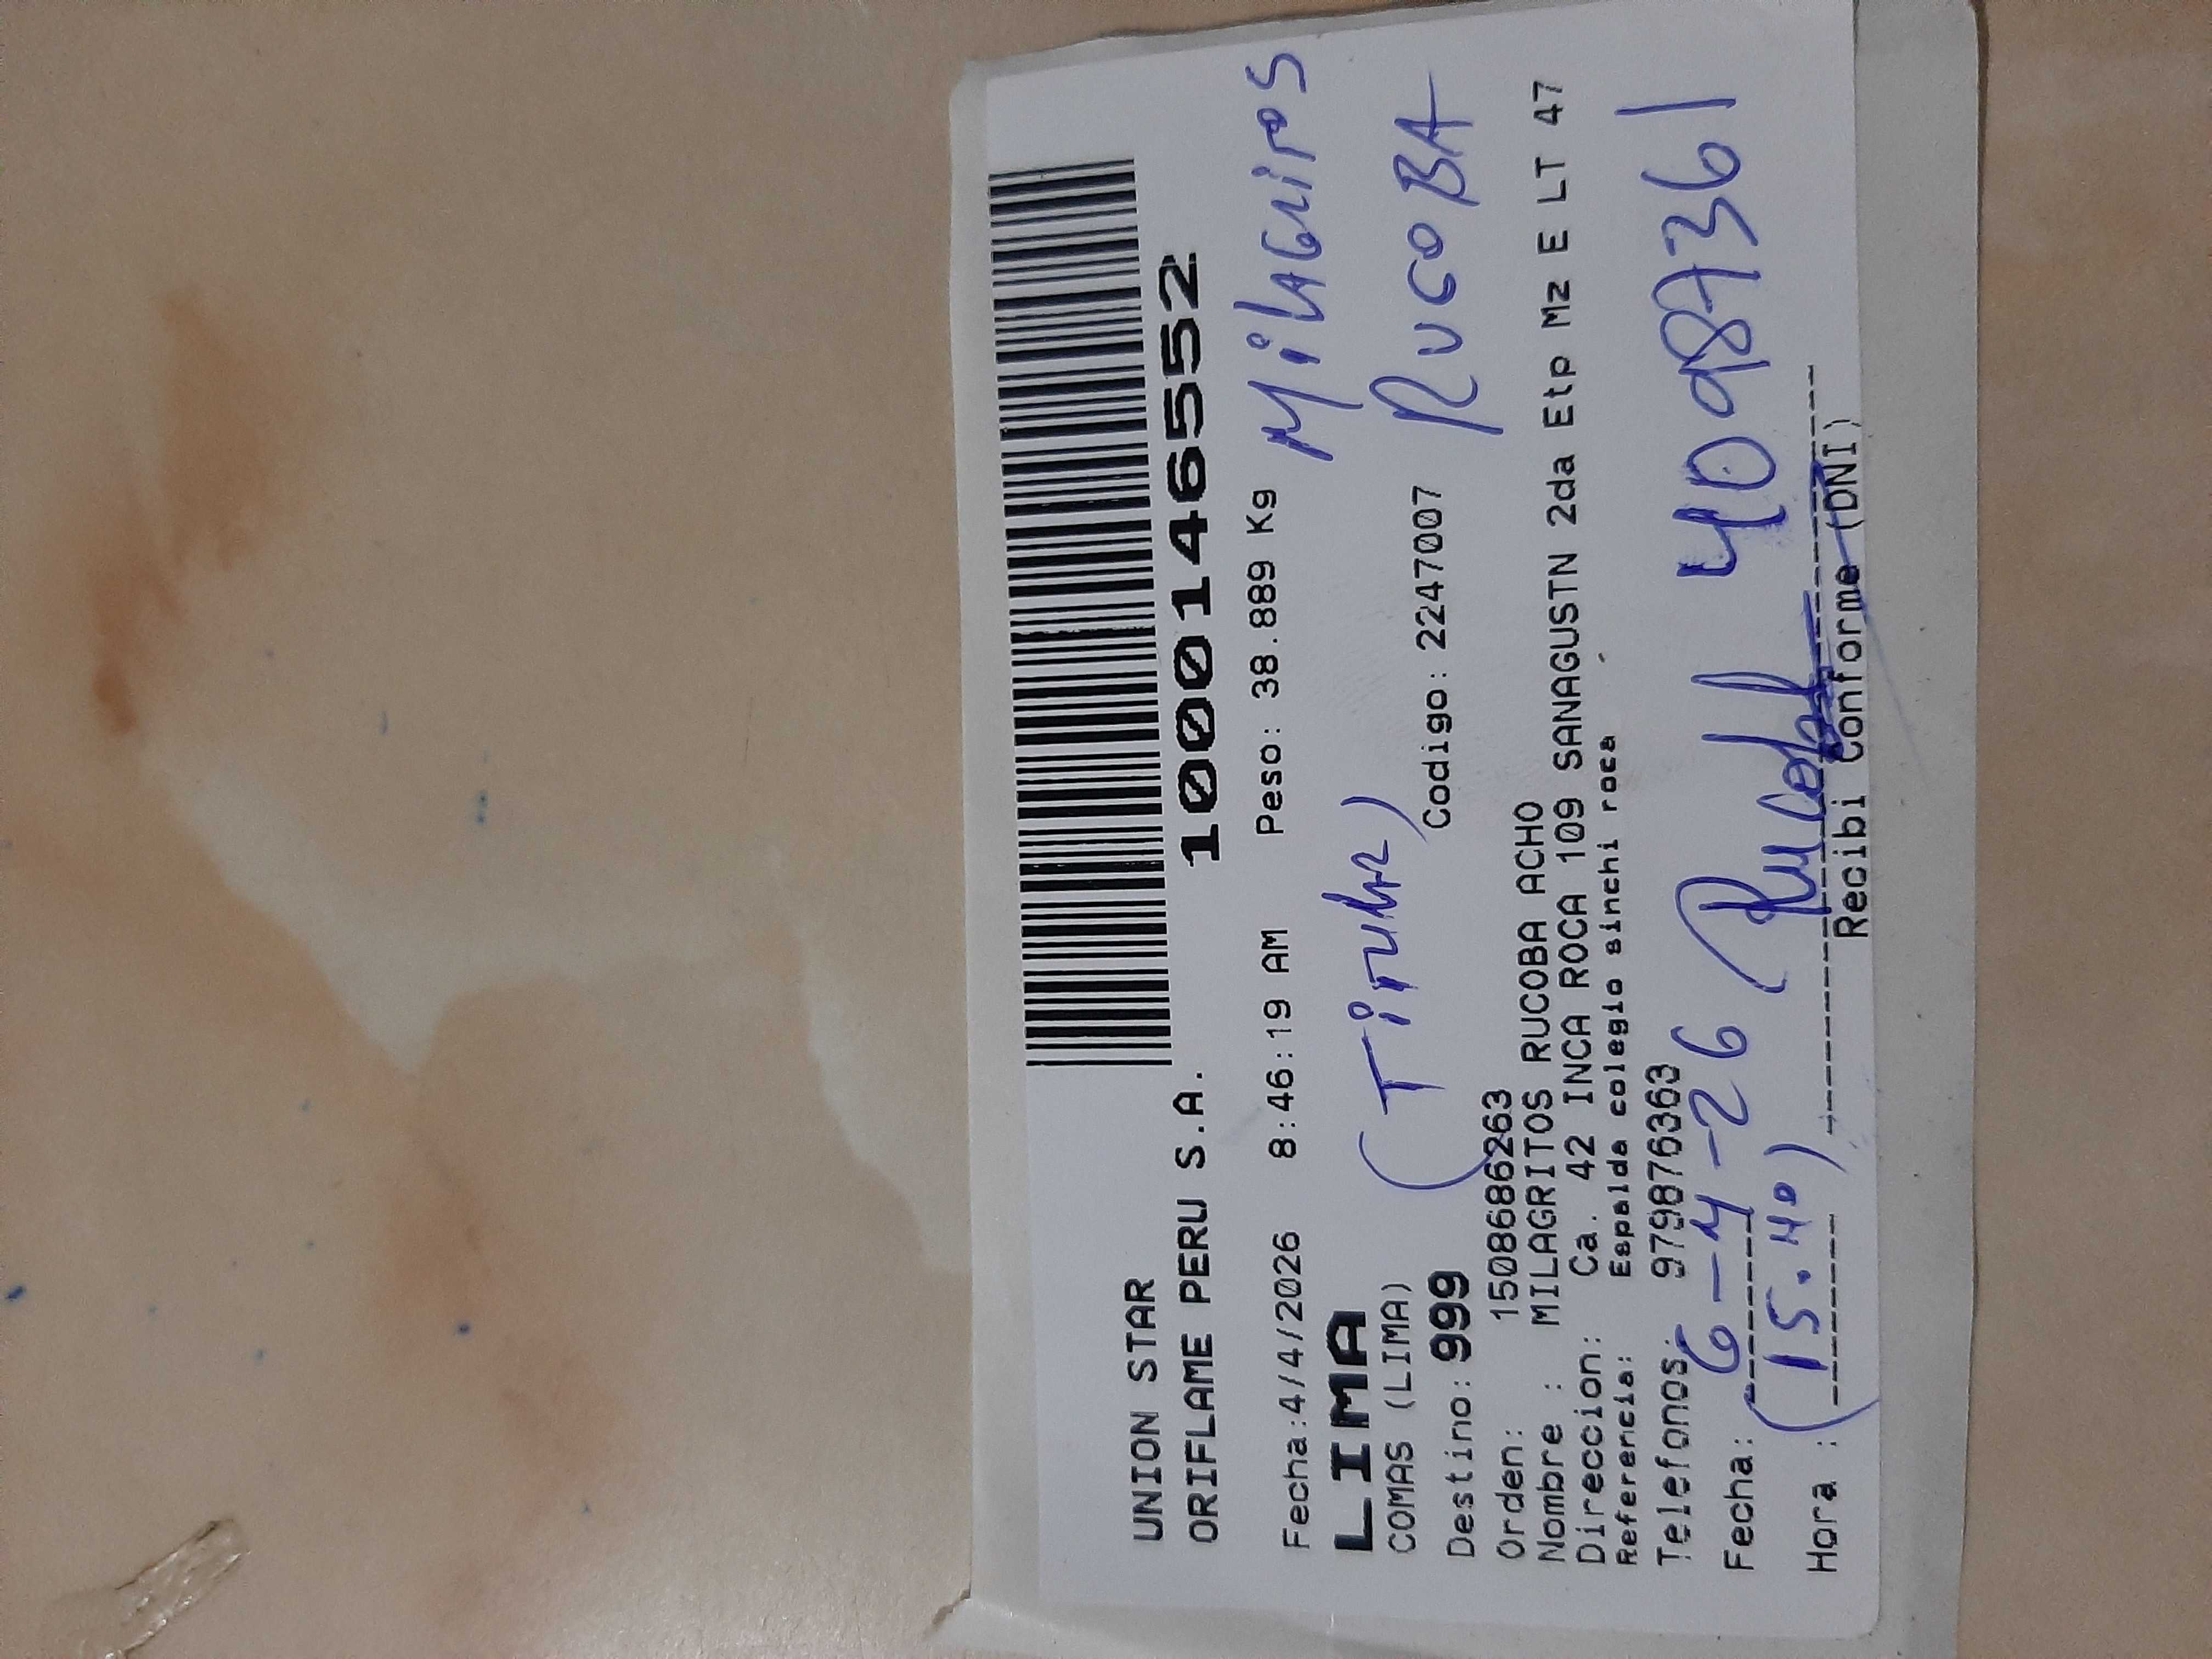 UNION STAR
ORIFLAME PERU S.A.
1000146552
Fecha:4/4/2026 8:46:19 AM Peso: 38.889 Kg
Milagritos
LIMA
COMAS (LIMA)
(Titular)
Rucoba
Destino: 999 Codigo: 2247007
Orden: 1508686263
Nombre : MILAGRITOS RUCOBA ACHO
Direccion: Ca. 42 INCA ROCA 109 SANAGUSTN 2da Etp Mz E LT 47
Referencia: Espalda colegio sinchi roca
Telefonos: 979876363
Fecha: 6-4-26 Rucoba 40987361
Hora : (15.40)
Recibi Conforme (DNI)